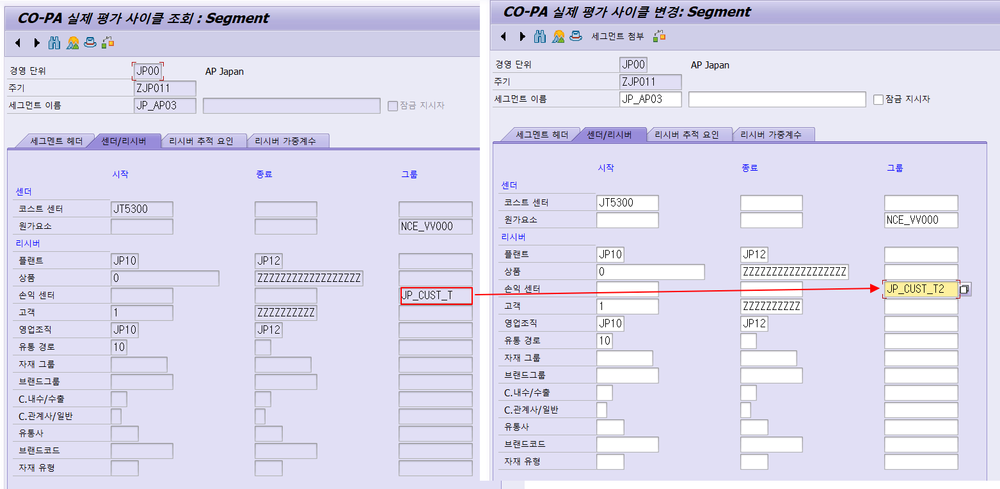 CO-PA 실제 평가 사이클 조회 : Segment
경영 단위 JP00 AP Japan
주기 ZJP011
세그먼트 이름 JP_AP03 잠금 지시자
세그먼트 헤더 센더/리시버 리시버 추적 요인 리시버 가중계수
시작 종료 그룹
센더
코스트 센터 JT5300
원가요소 NCE_VV000
리시버
플랜트 JP10 JP12
상품 0 ZZZZZZZZZZZZZZZZZZ
손익 센터 JP_CUST_T
고객 1 ZZZZZZZZZZ
영업조직 JP10 JP12
유통 경로 10
자재 그룹
브랜드그룹
C.내수/수출
C.관계사/일반
유통사
브랜드코드
자재 유형
CO-PA 실제 평가 사이클 변경: Segment
세그먼트 첨부
경영 단위 JP00 AP Japan
주기 ZJP011
세그먼트 이름 JP_AP03 잠금 지시자
세그먼트 헤더 센더/리시버 리시버 추적 요인 리시버 가중계수
시작 종료 그룹
센더
코스트 센터 JT5300
원가요소 NCE_VV000
리시버
플랜트 JP10 JP12
상품 0 ZZZZZZZZZZZZZZZZZZ
손익 센터 JP_CUST_T2
고객 1 ZZZZZZZZZZ
영업조직 JP10 JP12
유통 경로 10
자재 그룹
브랜드그룹
C.내수/수출
C.관계사/일반
유통사
브랜드코드
자재 유형